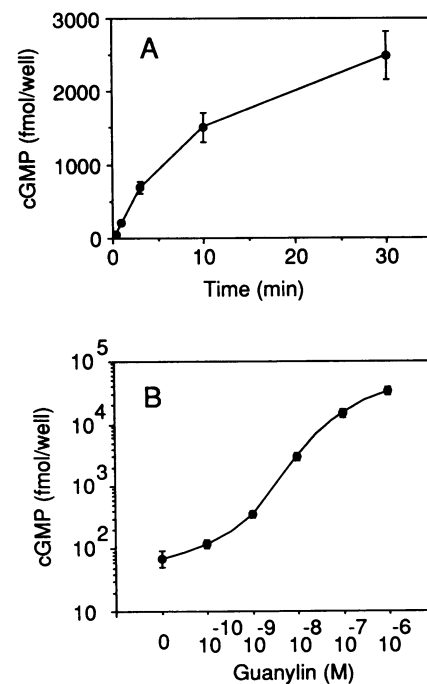 A
3000
2000
1000
0
cGMP (fmol/well)
0 10 20 30
Time (min)
B
10^5
10^4
10^3
10^2
10
cGMP (fmol/well)
0 10^-10 10^-9 10^-8 10^-7 10^-6
Guanylin (M)